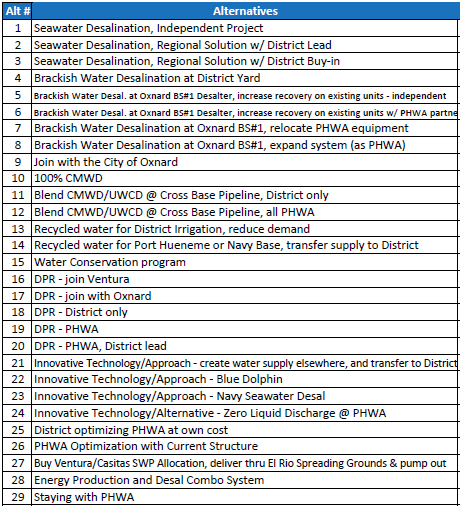 Alt # Alternatives
1 Seawater Desalination, Independent Project
2 Seawater Desalination, Regional Solution w/ District Lead
3 Seawater Desalination, Regional Solution w/ District Buy-in
4 Brackish Water Desalination at District Yard
5 Brackish Water Desal. at Oxnard BS#1 Desalter, increase recovery on existing units - independent
6 Brackish Water Desal. at Oxnard BS#1 Desalter, increase recovery on existing units w/ PHWA partne
7 Brackish Water Desalination at Oxnard BS#1, relocate PHWA equipment
8 Brackish Water Desalination at Oxnard BS#1, expand system (as PHWA)
9 Join with the City of Oxnard
10 100% CMWD
11 Blend CMWD/UWCD @ Cross Base Pipeline, District only
12 Blend CMWD/UWCD @ Cross Base Pipeline, all PHWA
13 Recycled water for District Irrigation, reduce demand
14 Recycled water for Port Hueneme or Navy Base, transfer supply to District
15 Water Conservation program
16 DPR - join Ventura
17 DPR - join with Oxnard
18 DPR - District only
19 DPR - PHWA
20 DPR - PHWA, District lead
21 Innovative Technology/Approach - create water supply elsewhere, and transfer to District
22 Innovative Technology/Approach - Blue Dolphin
23 Innovative Technology/Approach - Navy Seawater Desal
24 Innovative Technology/Alternative - Zero Liquid Discharge @ PHWA
25 District optimizing PHWA at own cost
26 PHWA Optimization with Current Structure
27 Buy Ventura/Casitas SWP Allocation, deliver thru El Rio Spreading Grounds & pump out
28 Energy Production and Desal Combo System
29 Staying with PHWA